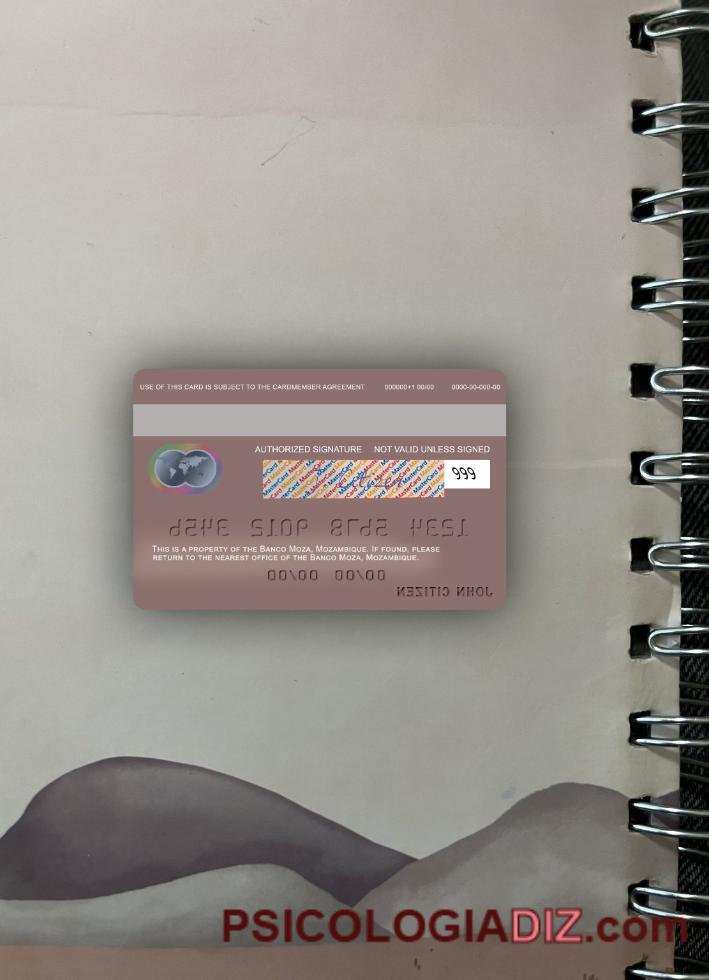 USE OF THIS CARD IS SUBJECT TO THE CARDMEMBER AGREEMENT 000000+1 00/00 0000-00-000-00
AUTHORIZED SIGNATURE NOT VALID UNLESS SIGNED
MasterCard MasterCard MasterCard
999
1234 5678 9012 3456
THIS IS A PROPERTY OF THE BANCO MOZA, MOZAMBIQUE. IF FOUND, PLEASE
RETURN TO THE NEAREST OFFICE OF THE BANCO MOZA, MOZAMBIQUE.
00/00 00/00
JOHN CITIZEN
PSICOLOGIADIZ.com